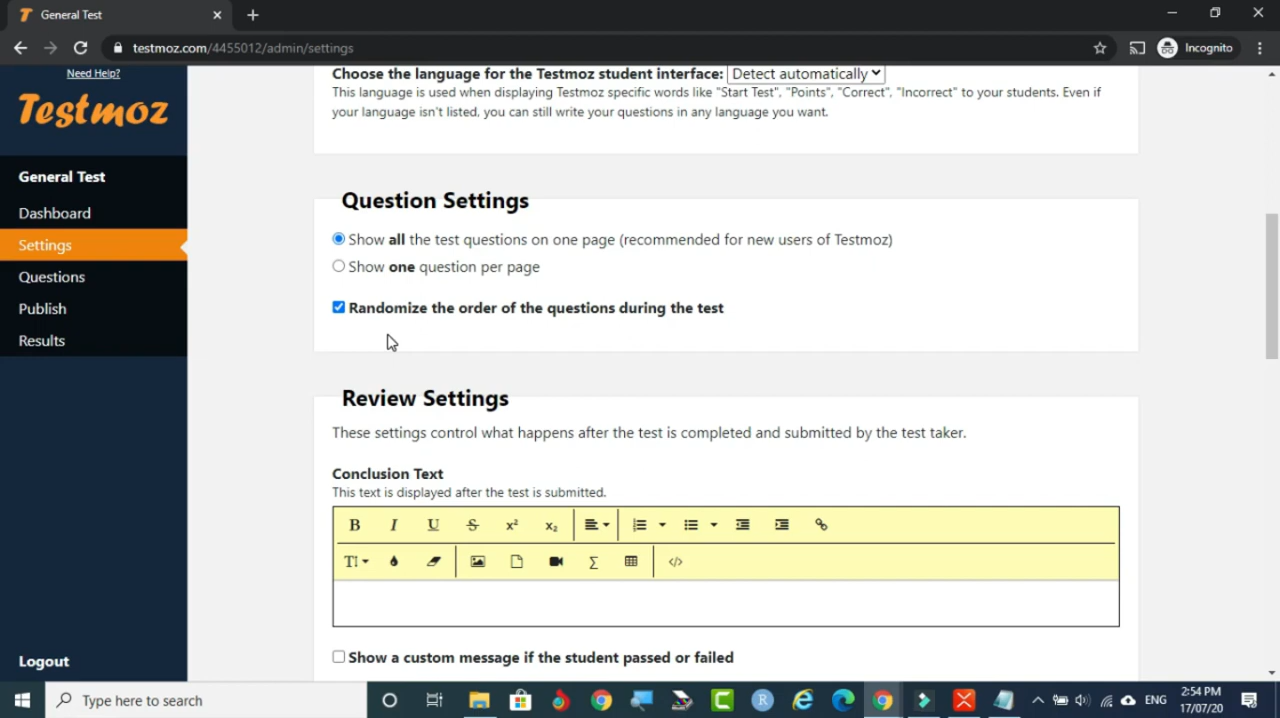 General Test
testmoz.com/4455012/admin/settings
Incognito
Need Help?
Testmoz
General Test
Dashboard
Settings
Questions
Publish
Results
Logout
Choose the language for the Testmoz student interface: Detect automatically
This language is used when displaying Testmoz specific words like "Start Test", "Points", "Correct", "Incorrect" to your students. Even if
your language isn't listed, you can still write your questions in any language you want.
Question Settings
Show all the test questions on one page (recommended for new users of Testmoz)
Show one question per page
Randomize the order of the questions during the test
Review Settings
These settings control what happens after the test is completed and submitted by the test taker.
Conclusion Text
This text is displayed after the test is submitted.
B I U S x² x₂
TI Σ </>
Show a custom message if the student passed or failed
Type here to search
ENG
2:54 PM
17/07/20